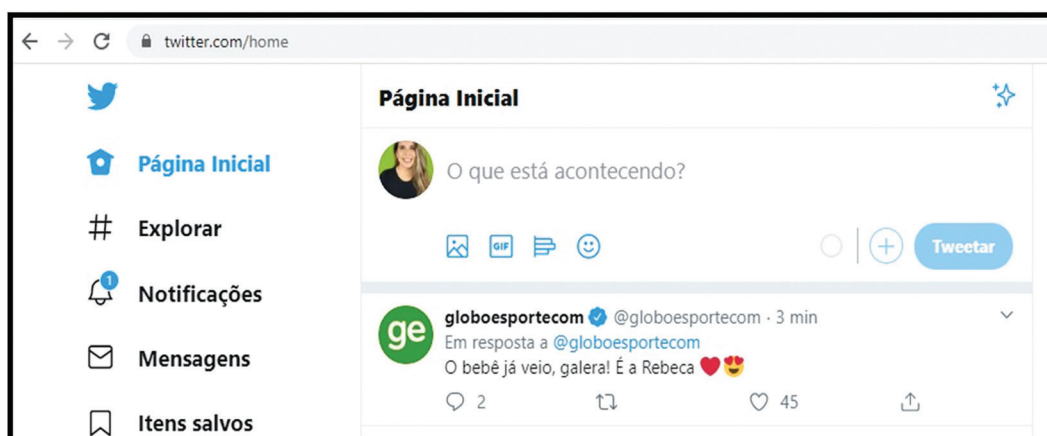 twitter.com/home
Página Inicial
Explorar
1
Notificações
Mensagens
Itens salvos
Página Inicial
O que está acontecendo?
GIF
Tweetar
ge
globoesportecom @globoesportecom · 3 min
Em resposta a @globoesportecom
O bebê já veio, galera! É a Rebeca ❤️😍
2 45